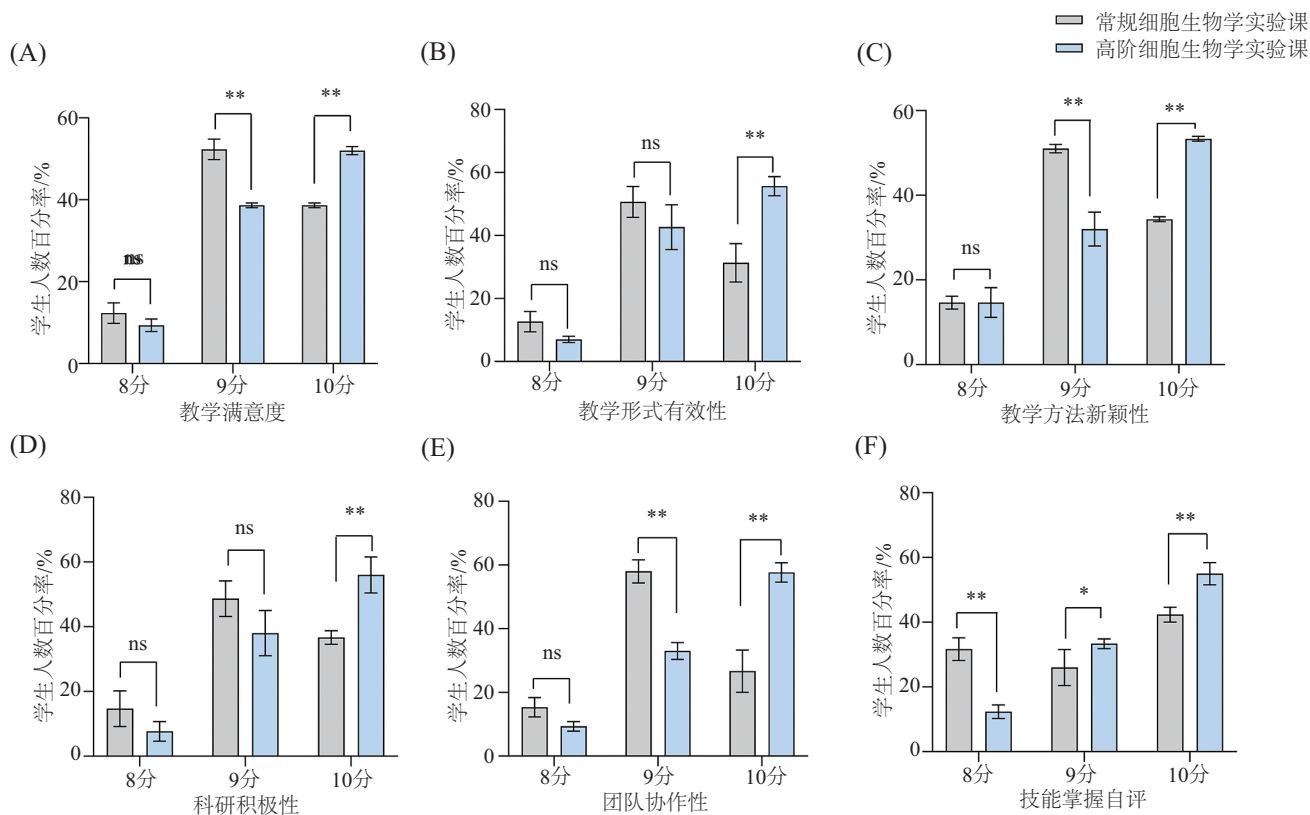 常规细胞生物学实验课
高阶细胞生物学实验课
(A)
学生人数百分率/%
60
40
20
0
ns
**
**
8分
9分
10分
教学满意度
(B)
学生人数百分率/%
80
60
40
20
0
ns
ns
**
8分
9分
10分
教学形式有效性
(C)
学生人数百分率/%
60
40
20
0
ns
**
**
8分
9分
10分
教学方法新颖性
(D)
学生人数百分率/%
80
60
40
20
0
ns
ns
**
8分
9分
10分
科研积极性
(E)
学生人数百分率/%
80
60
40
20
0
ns
**
**
8分
9分
10分
团队协作性
(F)
学生人数百分率/%
80
60
40
20
0
**
*
**
8分
9分
10分
技能掌握自评